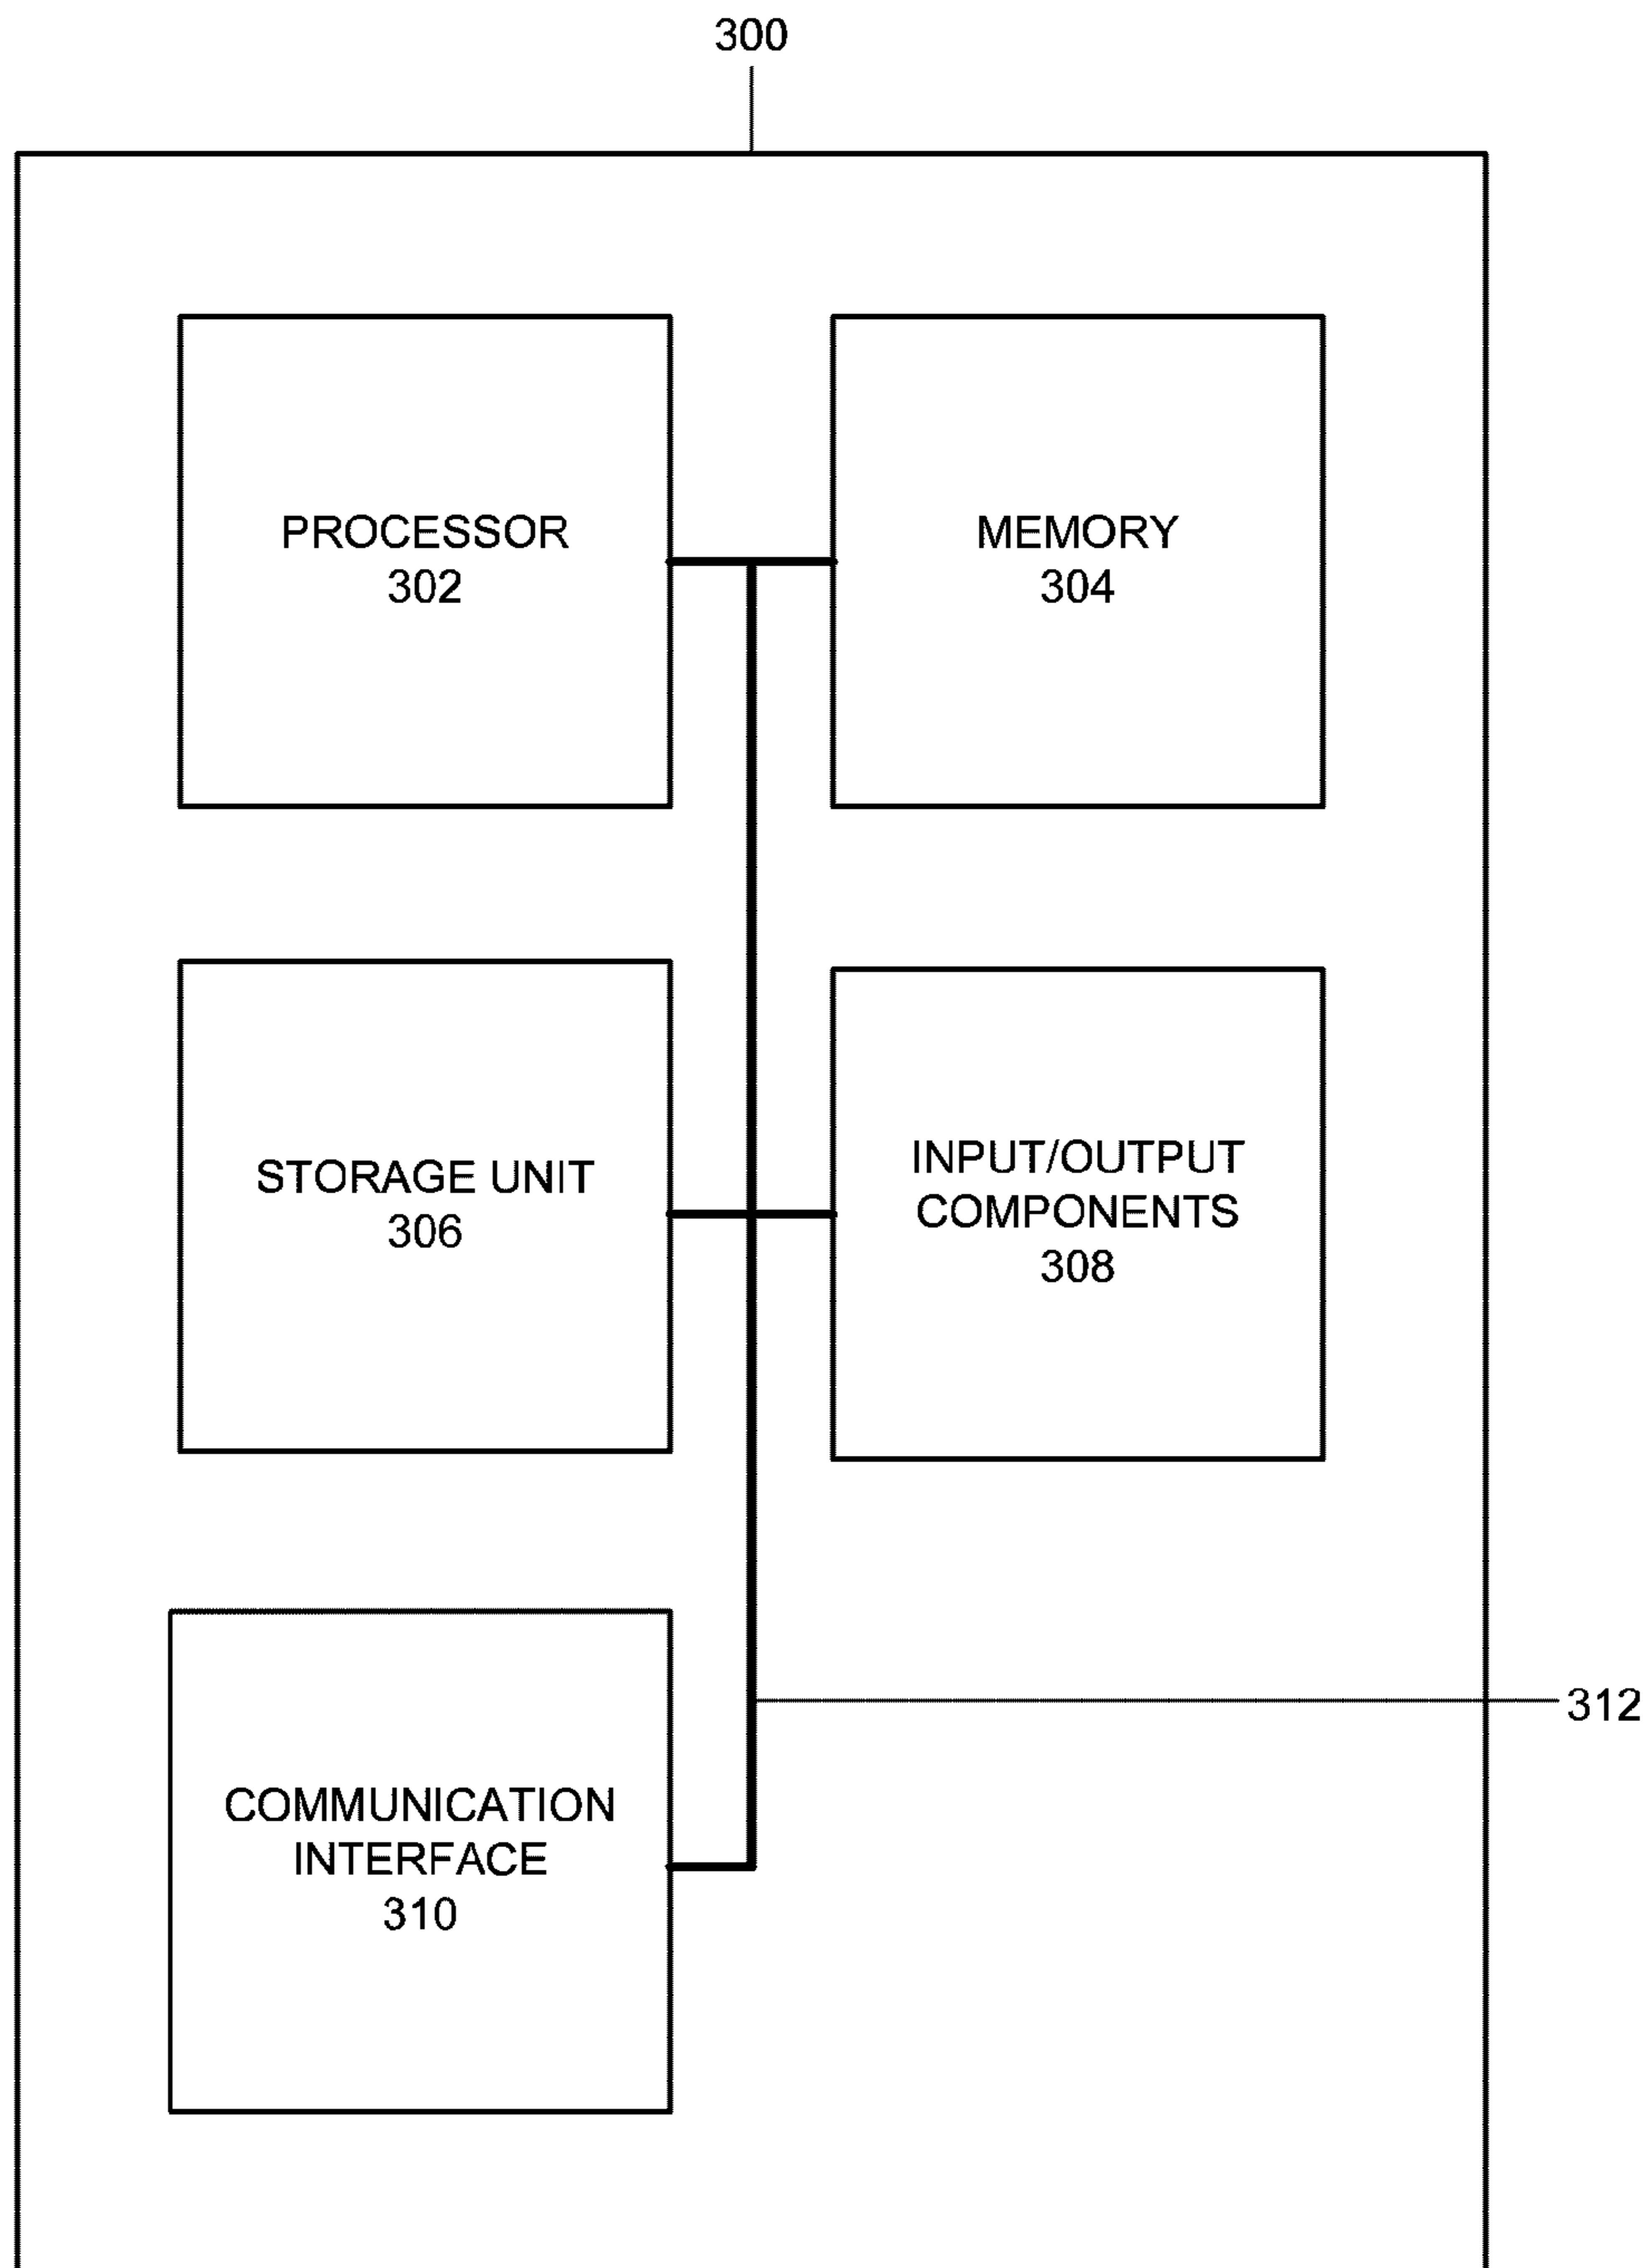 300
PROCESSOR
302
MEMORY
304
STORAGE UNIT
306
INPUT/OUTPUT
COMPONENTS
308
COMMUNICATION
INTERFACE
310
312